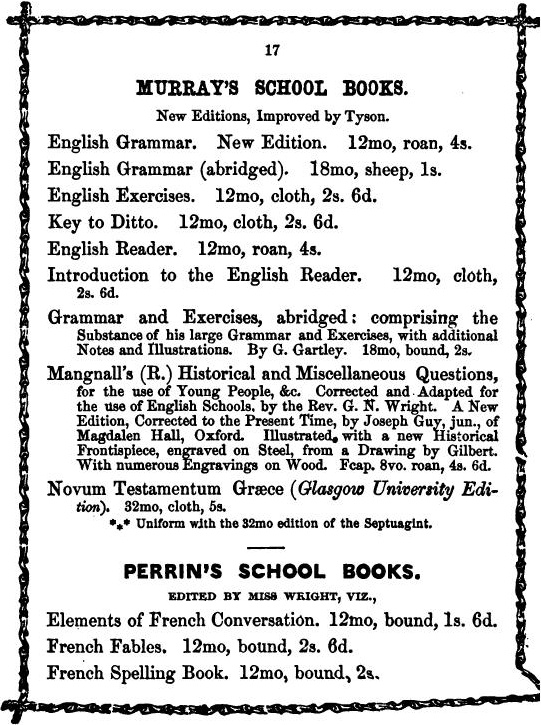 17
MURRAY'S SCHOOL BOOKS.
New Editions, Improved by Tyson.
English Grammar. New Edition. 12mo, roan, 4s.
English Grammar (abridged). 18mo, sheep, 1s.
English Exercises. 12mo, cloth, 2s. 6d.
Key to Ditto. 12mo, cloth, 2s. 6d.
English Reader. 12mo, roan, 4s.
Introduction to the English Reader. 12mo, cloth,
2s. 6d.
Grammar and Exercises, abridged: comprising the
Substance of his large Grammar and Exercises, with additional
Notes and Illustrations. By G. Gartley. 18mo, bound, 2s.
Mangnall's (R.) Historical and Miscellaneous Questions,
for the use of Young People, &c. Corrected and Adapted for
the use of English Schools, by the Rev. G. N. Wright. A New
Edition, Corrected to the Present Time, by Joseph Guy, jun., of
Magdalen Hall, Oxford. Illustrated, with a new Historical
Frontispiece, engraved on Steel, from a Drawing by Gilbert.
With numerous Engravings on Wood. Fcap. 8vo. roan, 4s. 6d.
Novum Testamentum Græce (Glasgow University Edi-
tion). 32mo, cloth, 5s.
*⁎* Uniform with the 32mo edition of the Septuagint.
PERRIN'S SCHOOL BOOKS.
EDITED BY MISS WRIGHT, VIZ.,
Elements of French Conversation. 12mo, bound, 1s. 6d.
French Fables. 12mo, bound, 2s. 6d.
French Spelling Book. 12mo, bound, 2s.